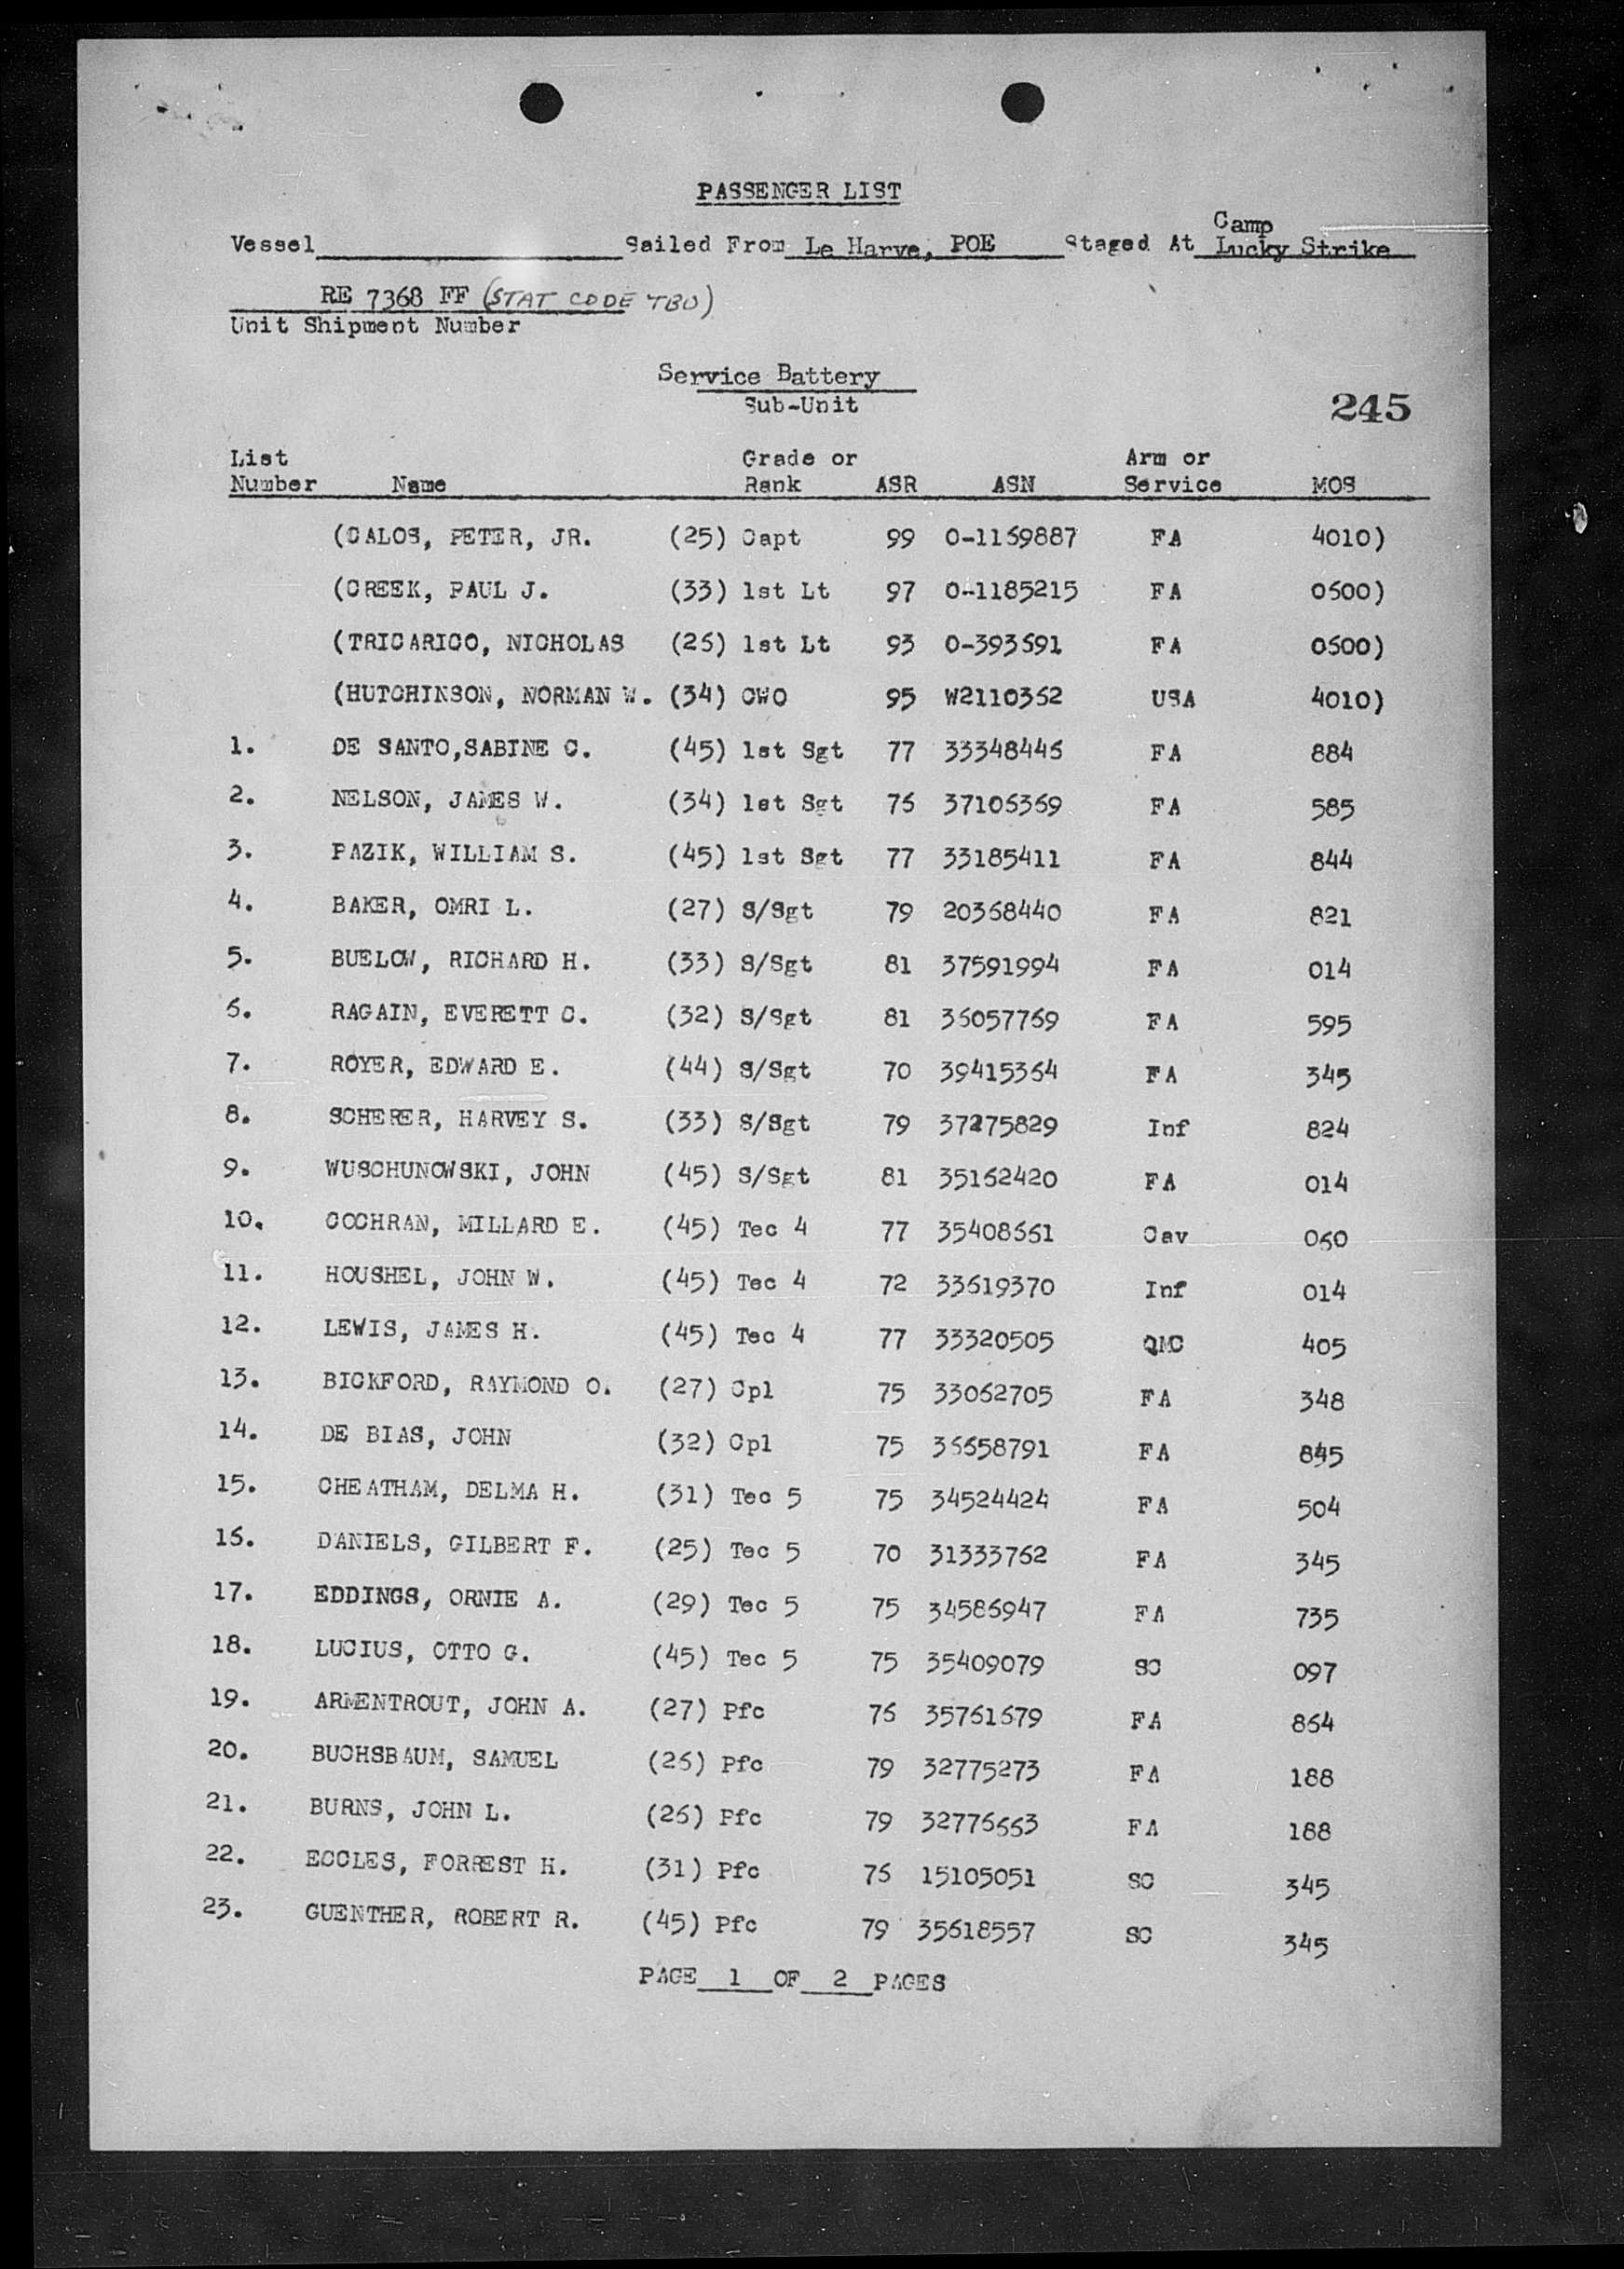 PASSENGER LIST
Camp
Vessel Sailed From Le Harve, POE Staged At Lucky Strike
RE 7368 FF (STAT CODE TBU)
Unit Shipment Number
Service Battery
Sub-Unit
245
List Grade or Arm or
Number Name Rank ASR ASN Service MOS
(CALOS, PETER, JR. (25) Capt 99 O-1169887 FA 4010)
(CREEK, PAUL J. (33) 1st Lt 97 O-1185215 FA 0600)
(TRICARICO, NICHOLAS (26) 1st Lt 93 O-393691 FA 0600)
(HUTCHINSON, NORMAN W. (34) CWO 95 W2110362 USA 4010)
1. DE SANTO,SABINE C. (45) 1st Sgt 77 33348446 FA 884
2. NELSON, JAMES W. (34) 1st Sgt 76 37106369 FA 585
3. PAZIK, WILLIAM S. (45) 1st Sgt 77 33185411 FA 844
4. BAKER, OMRI L. (27) S/Sgt 79 20368440 FA 821
5. BUELOW, RICHARD H. (33) S/Sgt 81 37591994 FA 014
6. RAGAIN, EVERETT C. (32) S/Sgt 81 36057769 FA 595
7. ROYER, EDWARD E. (44) S/Sgt 70 39415364 FA 345
8. SCHERER, HARVEY S. (33) S/Sgt 79 37275829 Inf 824
9. WUSCHUNOWSKI, JOHN (45) S/Sgt 81 35162420 FA 014
10. COCHRAN, MILLARD E. (45) Tec 4 77 35408661 Cav 060
11. HOUSHEL, JOHN W. (45) Tec 4 72 33619370 Inf 014
12. LEWIS, JAMES H. (45) Tec 4 77 33320505 QMC 405
13. BICKFORD, RAYMOND O. (27) Cpl 75 33062705 FA 348
14. DE BIAS, JOHN (32) Cpl 75 36658791 FA 845
15. CHEATHAM, DELMA H. (31) Tec 5 75 34524424 FA 504
16. DANIELS, GILBERT F. (25) Tec 5 70 31333762 FA 345
17. EDDINGS, ORNIE A. (29) Tec 5 75 34586947 FA 735
18. LUCIUS, OTTO G. (45) Tec 5 75 35409079 SC 097
19. ARMENTROUT, JOHN A. (27) Pfc 76 35761679 FA 864
20. BUCHSBAUM, SAMUEL (26) Pfc 79 32775273 FA 188
21. BURNS, JOHN L. (26) Pfc 79 32776663 FA 188
22. ECCLES, FORREST H. (31) Pfc 76 15105051 SC 345
23. GUENTHER, ROBERT R. (45) Pfc 79 35618557 SC 345
PAGE 1 OF 2 PAGES